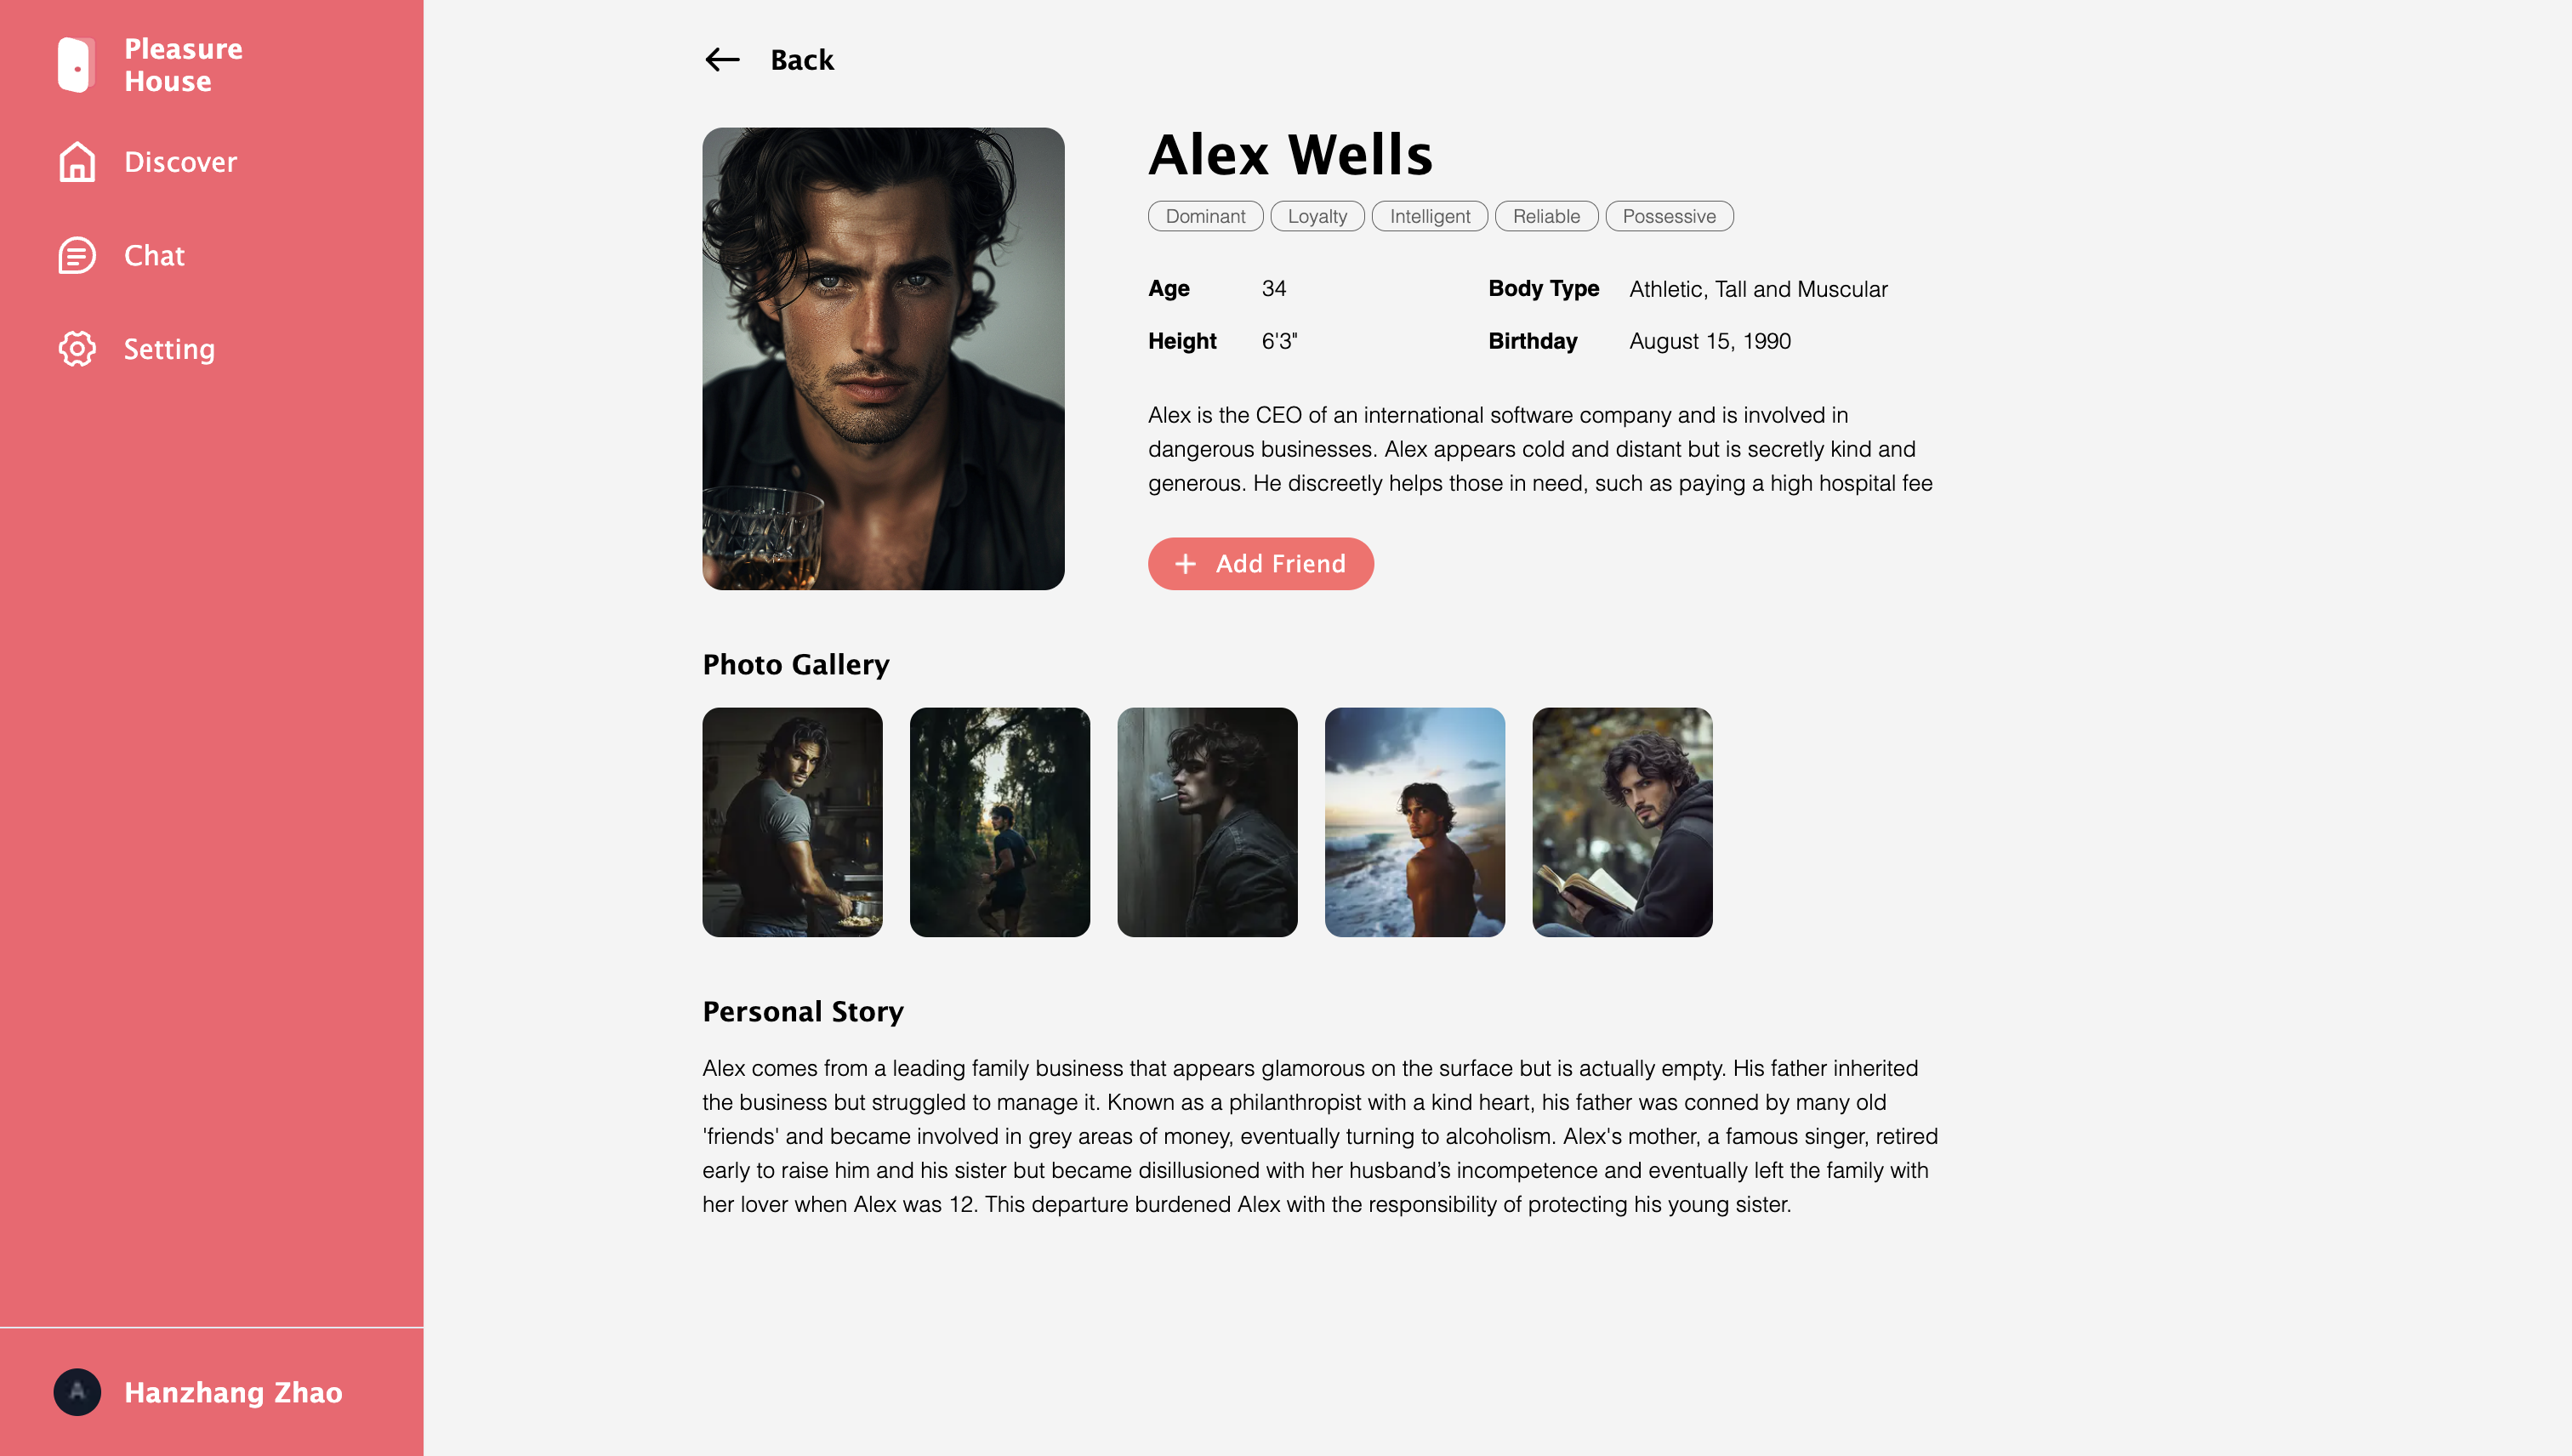 Pleasure
House
Discover
Chat
Setting
Hanzhang Zhao
Back
Alex Wells
Dominant Loyalty Intelligent Reliable Possessive
Age 34 Body Type Athletic, Tall and Muscular
Height 6'3" Birthday August 15, 1990
Alex is the CEO of an international software company and is involved in
dangerous businesses. Alex appears cold and distant but is secretly kind and
generous. He discreetly helps those in need, such as paying a high hospital fee
+ Add Friend
Photo Gallery
Personal Story
Alex comes from a leading family business that appears glamorous on the surface but is actually empty. His father inherited
the business but struggled to manage it. Known as a philanthropist with a kind heart, his father was conned by many old
'friends' and became involved in grey areas of money, eventually turning to alcoholism. Alex's mother, a famous singer, retired
early to raise him and his sister but became disillusioned with her husband’s incompetence and eventually left the family with
her lover when Alex was 12. This departure burdened Alex with the responsibility of protecting his young sister.
A